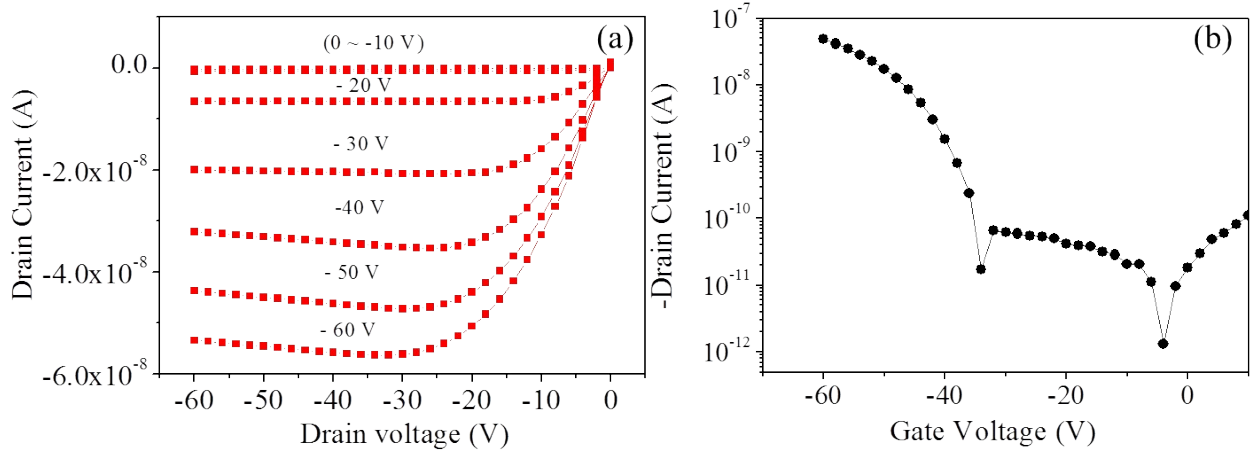 (a)
(0 ~ -10 V)
0.0
- 20 V
- 30 V
-2.0x10⁻⁸
-40 V
-4.0x10⁻⁸
- 50 V
- 60 V
-6.0x10⁻⁸
-60 -50 -40 -30 -20 -10 0
Drain voltage (V)
Drain Current (A)
(b)
10⁻⁷
10⁻⁸
10⁻⁹
10⁻¹⁰
10⁻¹¹
10⁻¹²
-60 -40 -20 0
Gate Voltage (V)
-Drain Current (A)